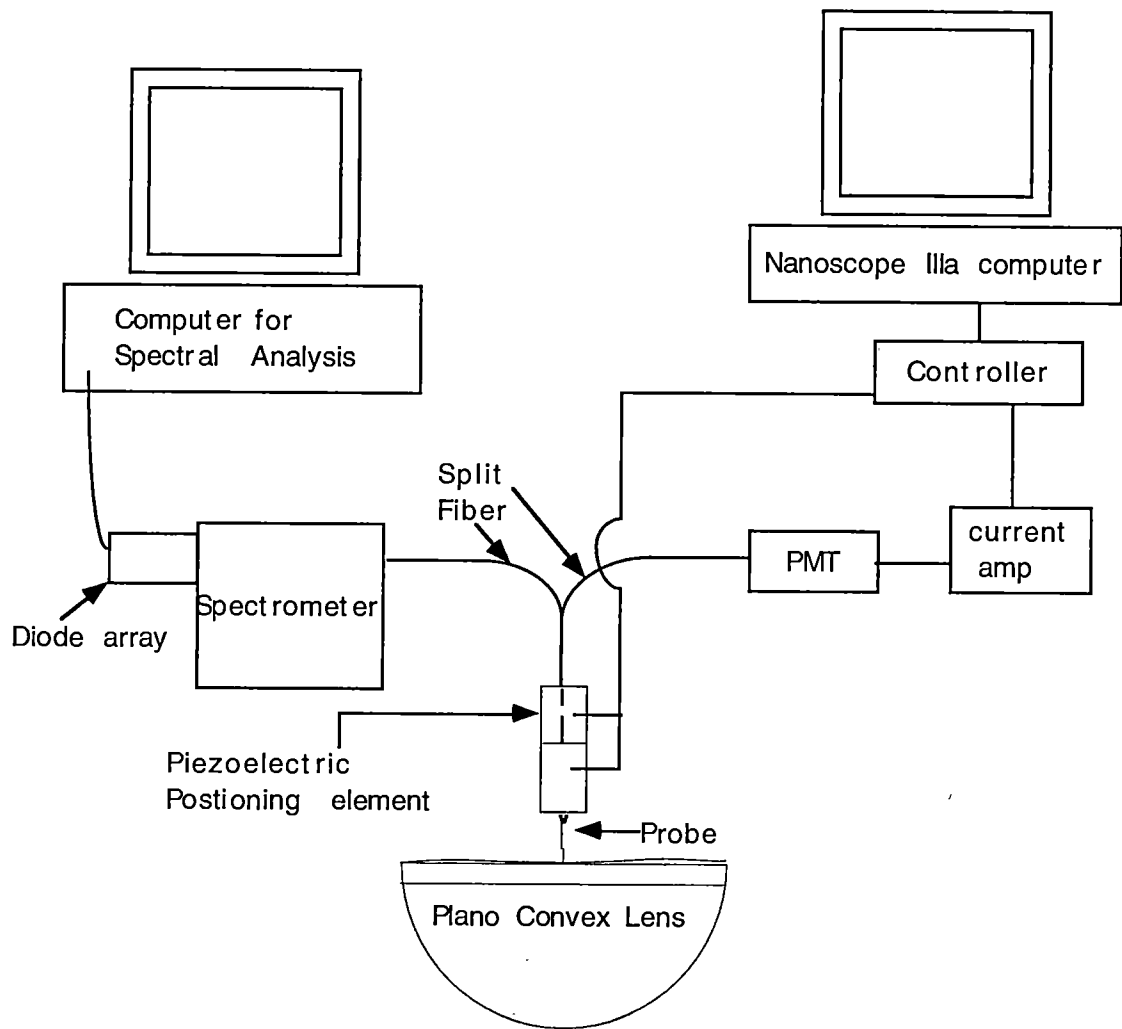 Nanoscope IIIa computer
Computer for
Spectral Analysis
Controller
Split
Fiber
current
amp
PMT
Spectrometer
Diode array
Piezoelectric
Postioning element
Probe
Plano Convex Lens